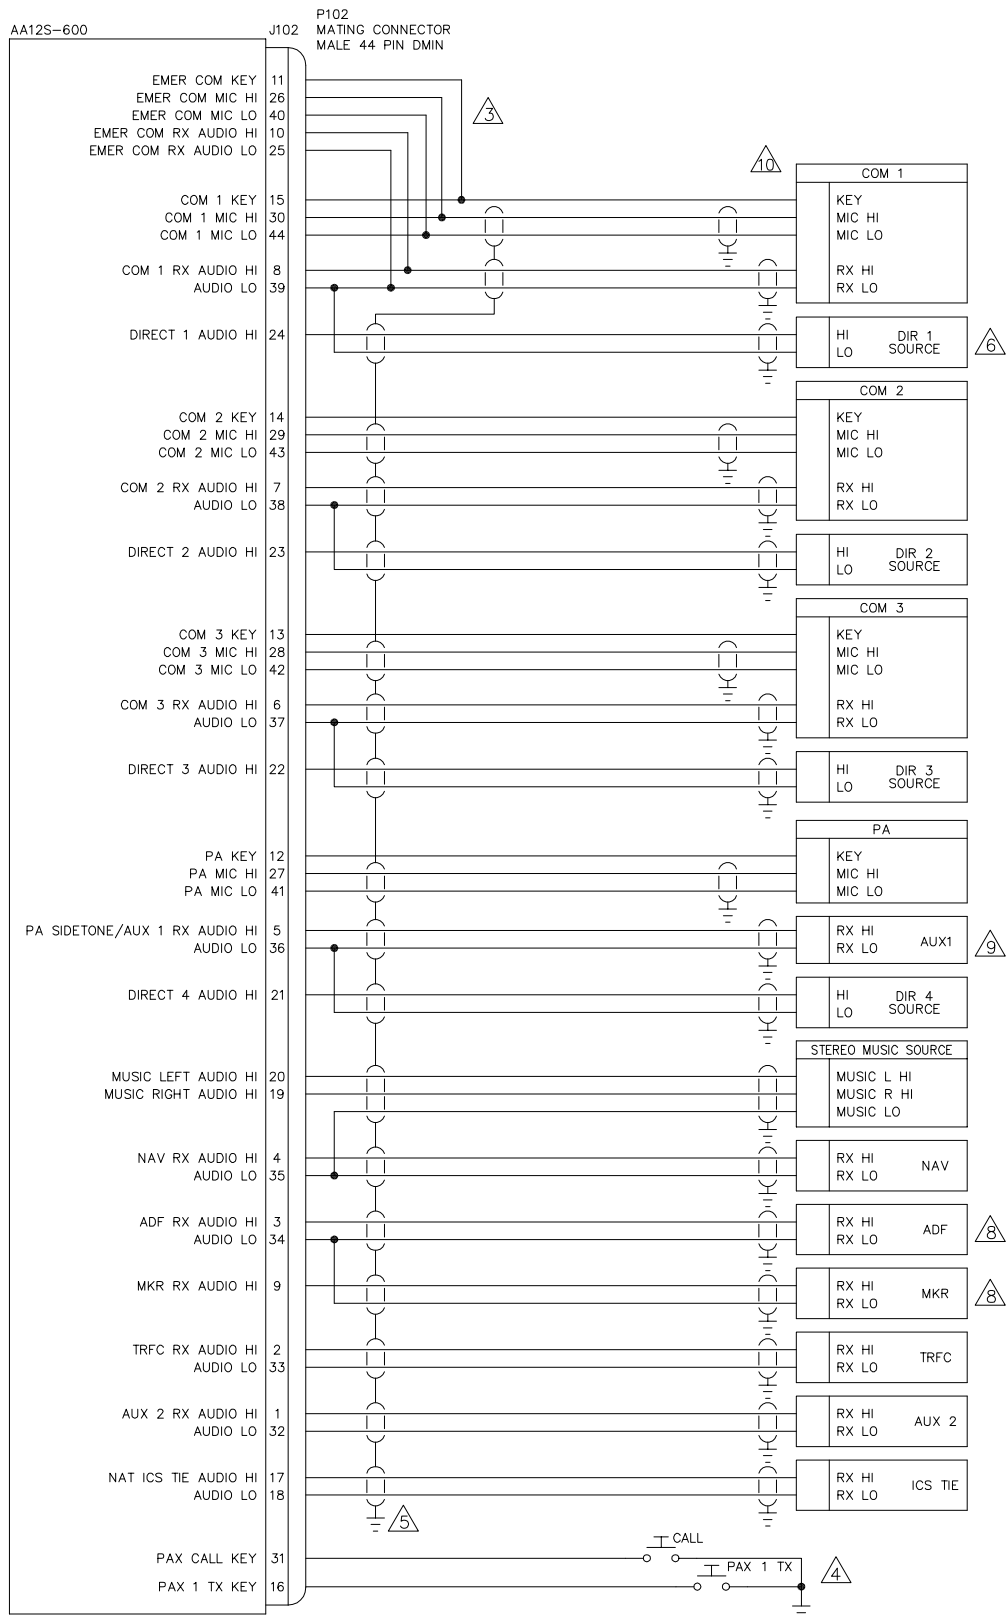 P102
AA12S-600 J102 MATING CONNECTOR
MALE 44 PIN DMIN
EMER COM KEY 11
EMER COM MIC HI 26
EMER COM MIC LO 40
EMER COM RX AUDIO HI 10
EMER COM RX AUDIO LO 25
3
10
COM 1
COM 1 KEY 15 KEY
COM 1 MIC HI 30 MIC HI
COM 1 MIC LO 44 MIC LO
COM 1 RX AUDIO HI 8 RX HI
AUDIO LO 39 RX LO
DIRECT 1 AUDIO HI 24 HI DIR 1
LO SOURCE
6
COM 2
COM 2 KEY 14 KEY
COM 2 MIC HI 29 MIC HI
COM 2 MIC LO 43 MIC LO
COM 2 RX AUDIO HI 7 RX HI
AUDIO LO 38 RX LO
DIRECT 2 AUDIO HI 23 HI DIR 2
LO SOURCE
COM 3
COM 3 KEY 13 KEY
COM 3 MIC HI 28 MIC HI
COM 3 MIC LO 42 MIC LO
COM 3 RX AUDIO HI 6 RX HI
AUDIO LO 37 RX LO
DIRECT 3 AUDIO HI 22 HI DIR 3
LO SOURCE
PA
PA KEY 12 KEY
PA MIC HI 27 MIC HI
PA MIC LO 41 MIC LO
PA SIDETONE/AUX 1 RX AUDIO HI 5 RX HI
AUDIO LO 36 RX LO AUX1
9
DIRECT 4 AUDIO HI 21 HI DIR 4
LO SOURCE
STEREO MUSIC SOURCE
MUSIC LEFT AUDIO HI 20 MUSIC L HI
MUSIC RIGHT AUDIO HI 19 MUSIC R HI
MUSIC LO
NAV RX AUDIO HI 4 RX HI NAV
AUDIO LO 35 RX LO
ADF RX AUDIO HI 3 RX HI ADF
AUDIO LO 34 RX LO
8
MKR RX AUDIO HI 9 RX HI MKR
RX LO
8
TRFC RX AUDIO HI 2 RX HI TRFC
AUDIO LO 33 RX LO
AUX 2 RX AUDIO HI 1 RX HI AUX 2
AUDIO LO 32 RX LO
NAT ICS TIE AUDIO HI 17 RX HI ICS TIE
AUDIO LO 18 RX LO
5
CALL
PAX CALL KEY 31
PAX 1 TX
4
PAX 1 TX KEY 16